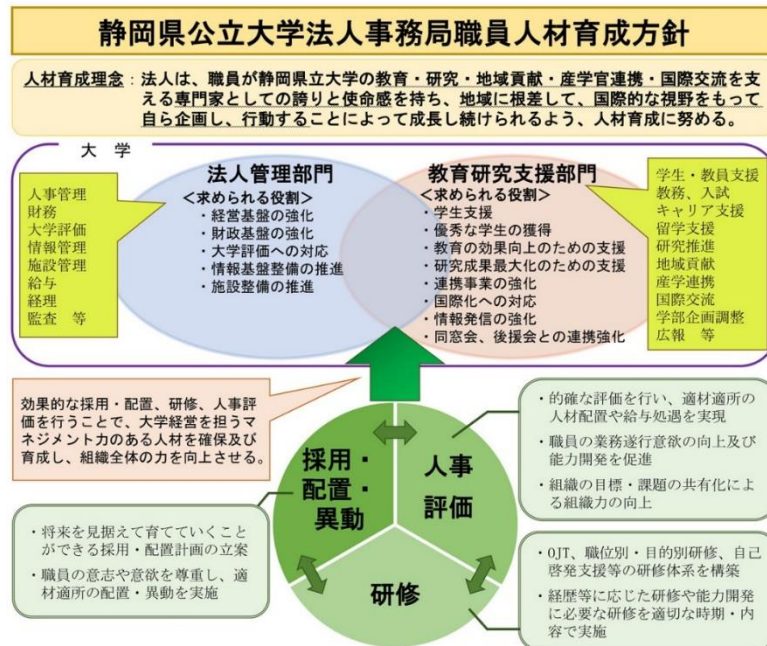 静岡県公立大学法人事務局職員人材育成方針
人材育成理念：法人は、職員が静岡県立大学の教育・研究・地域貢献・産学官連携・国際交流を支
える専門家としての誇りと使命感を持ち、地域に根差して、国際的な視野をもって
自ら企画し、行動することによって成長し続けられるよう、人材育成に努める。
大　学
人事管理
財務
大学評価
情報管理
施設管理
給与
経理
監査　等
法人管理部門
＜求められる役割＞
・経営基盤の強化
・財政基盤の強化
・大学評価への対応
・情報基盤整備の推進
・施設整備の推進
教育研究支援部門
＜求められる役割＞
・学生支援
・優秀な学生の獲得
・教育の効果向上のための支援
・研究成果最大化のための支援
・連携事業の強化
・国際化への対応
・情報発信の強化
・同窓会、後援会との連携強化
学生・教員支援
教務、入試
キャリア支援
留学支援
研究推進
地域貢献
産学連携
国際交流
学部企画調整
広報　等
効果的な採用・配置、研修、人事評
価を行うことで、大学経営を担うマ
ネジメント力のある人材を確保及び
育成し、組織全体の力を向上させる。
採用・
配置・
異動
人事
評価
研修
・的確な評価を行い、適材適所の
人材配置や給与処遇を実現
・職員の業務遂行意欲の向上及び
能力開発を促進
・組織の目標・課題の共有化によ
る組織力の向上
・将来を見据えて育てていくこと
ができる採用・配置計画の立案
・職員の意志や意欲を尊重し、適
材適所の配置・異動を実施
・OJT、職位別・目的別研修、自己
啓発支援等の研修体系を構築
・経歴等に応じた研修や能力開発
に必要な研修を適切な時期・内
容で実施